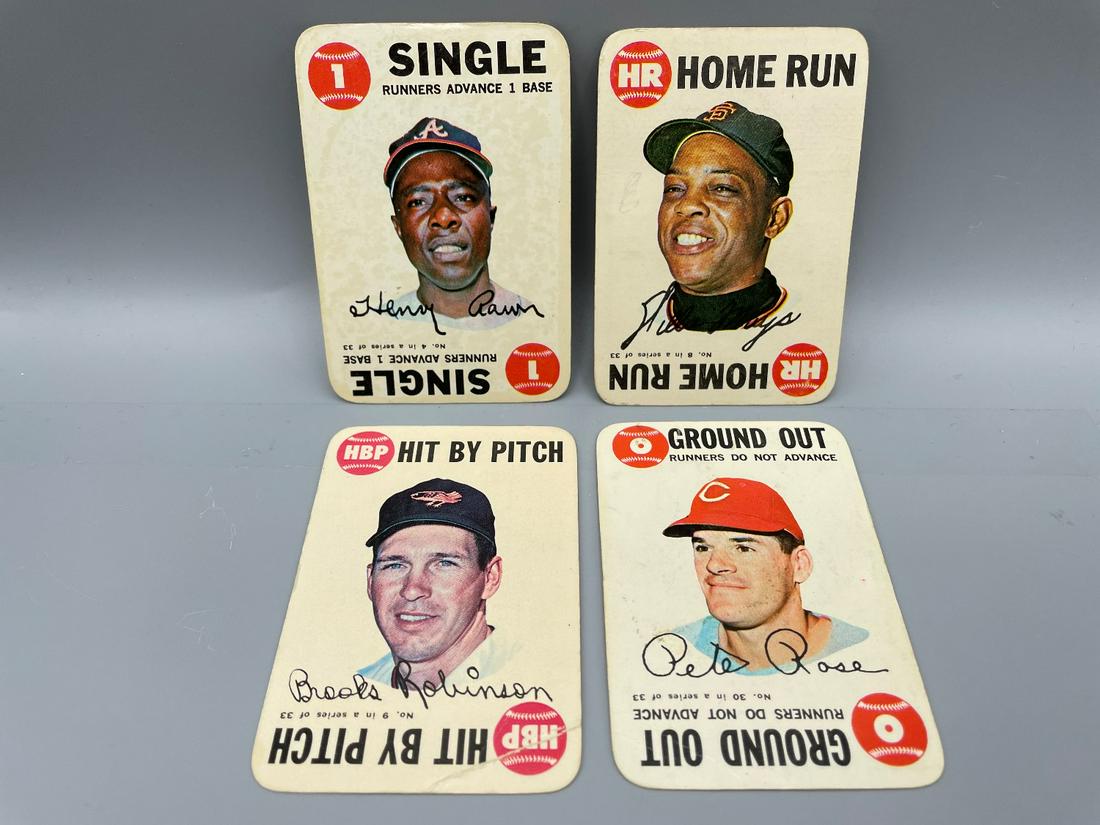 1
SINGLE
RUNNERS ADVANCE 1 BASE
A
Henry Aaron
No. 4 in a series of 33
RUNNERS ADVANCE 1 BASE
SINGLE
1
HR
HOME RUN
SF
Willie Mays
No. 8 in a series of 33
HOME RUN
HR
HBP
HIT BY PITCH
Brooks Robinson
No. 9 in a series of 33
HIT BY PITCH
HBP
O
GROUND OUT
RUNNERS DO NOT ADVANCE
C
Pete Rose
No. 30 in a series of 33
RUNNERS DO NOT ADVANCE
GROUND OUT
O